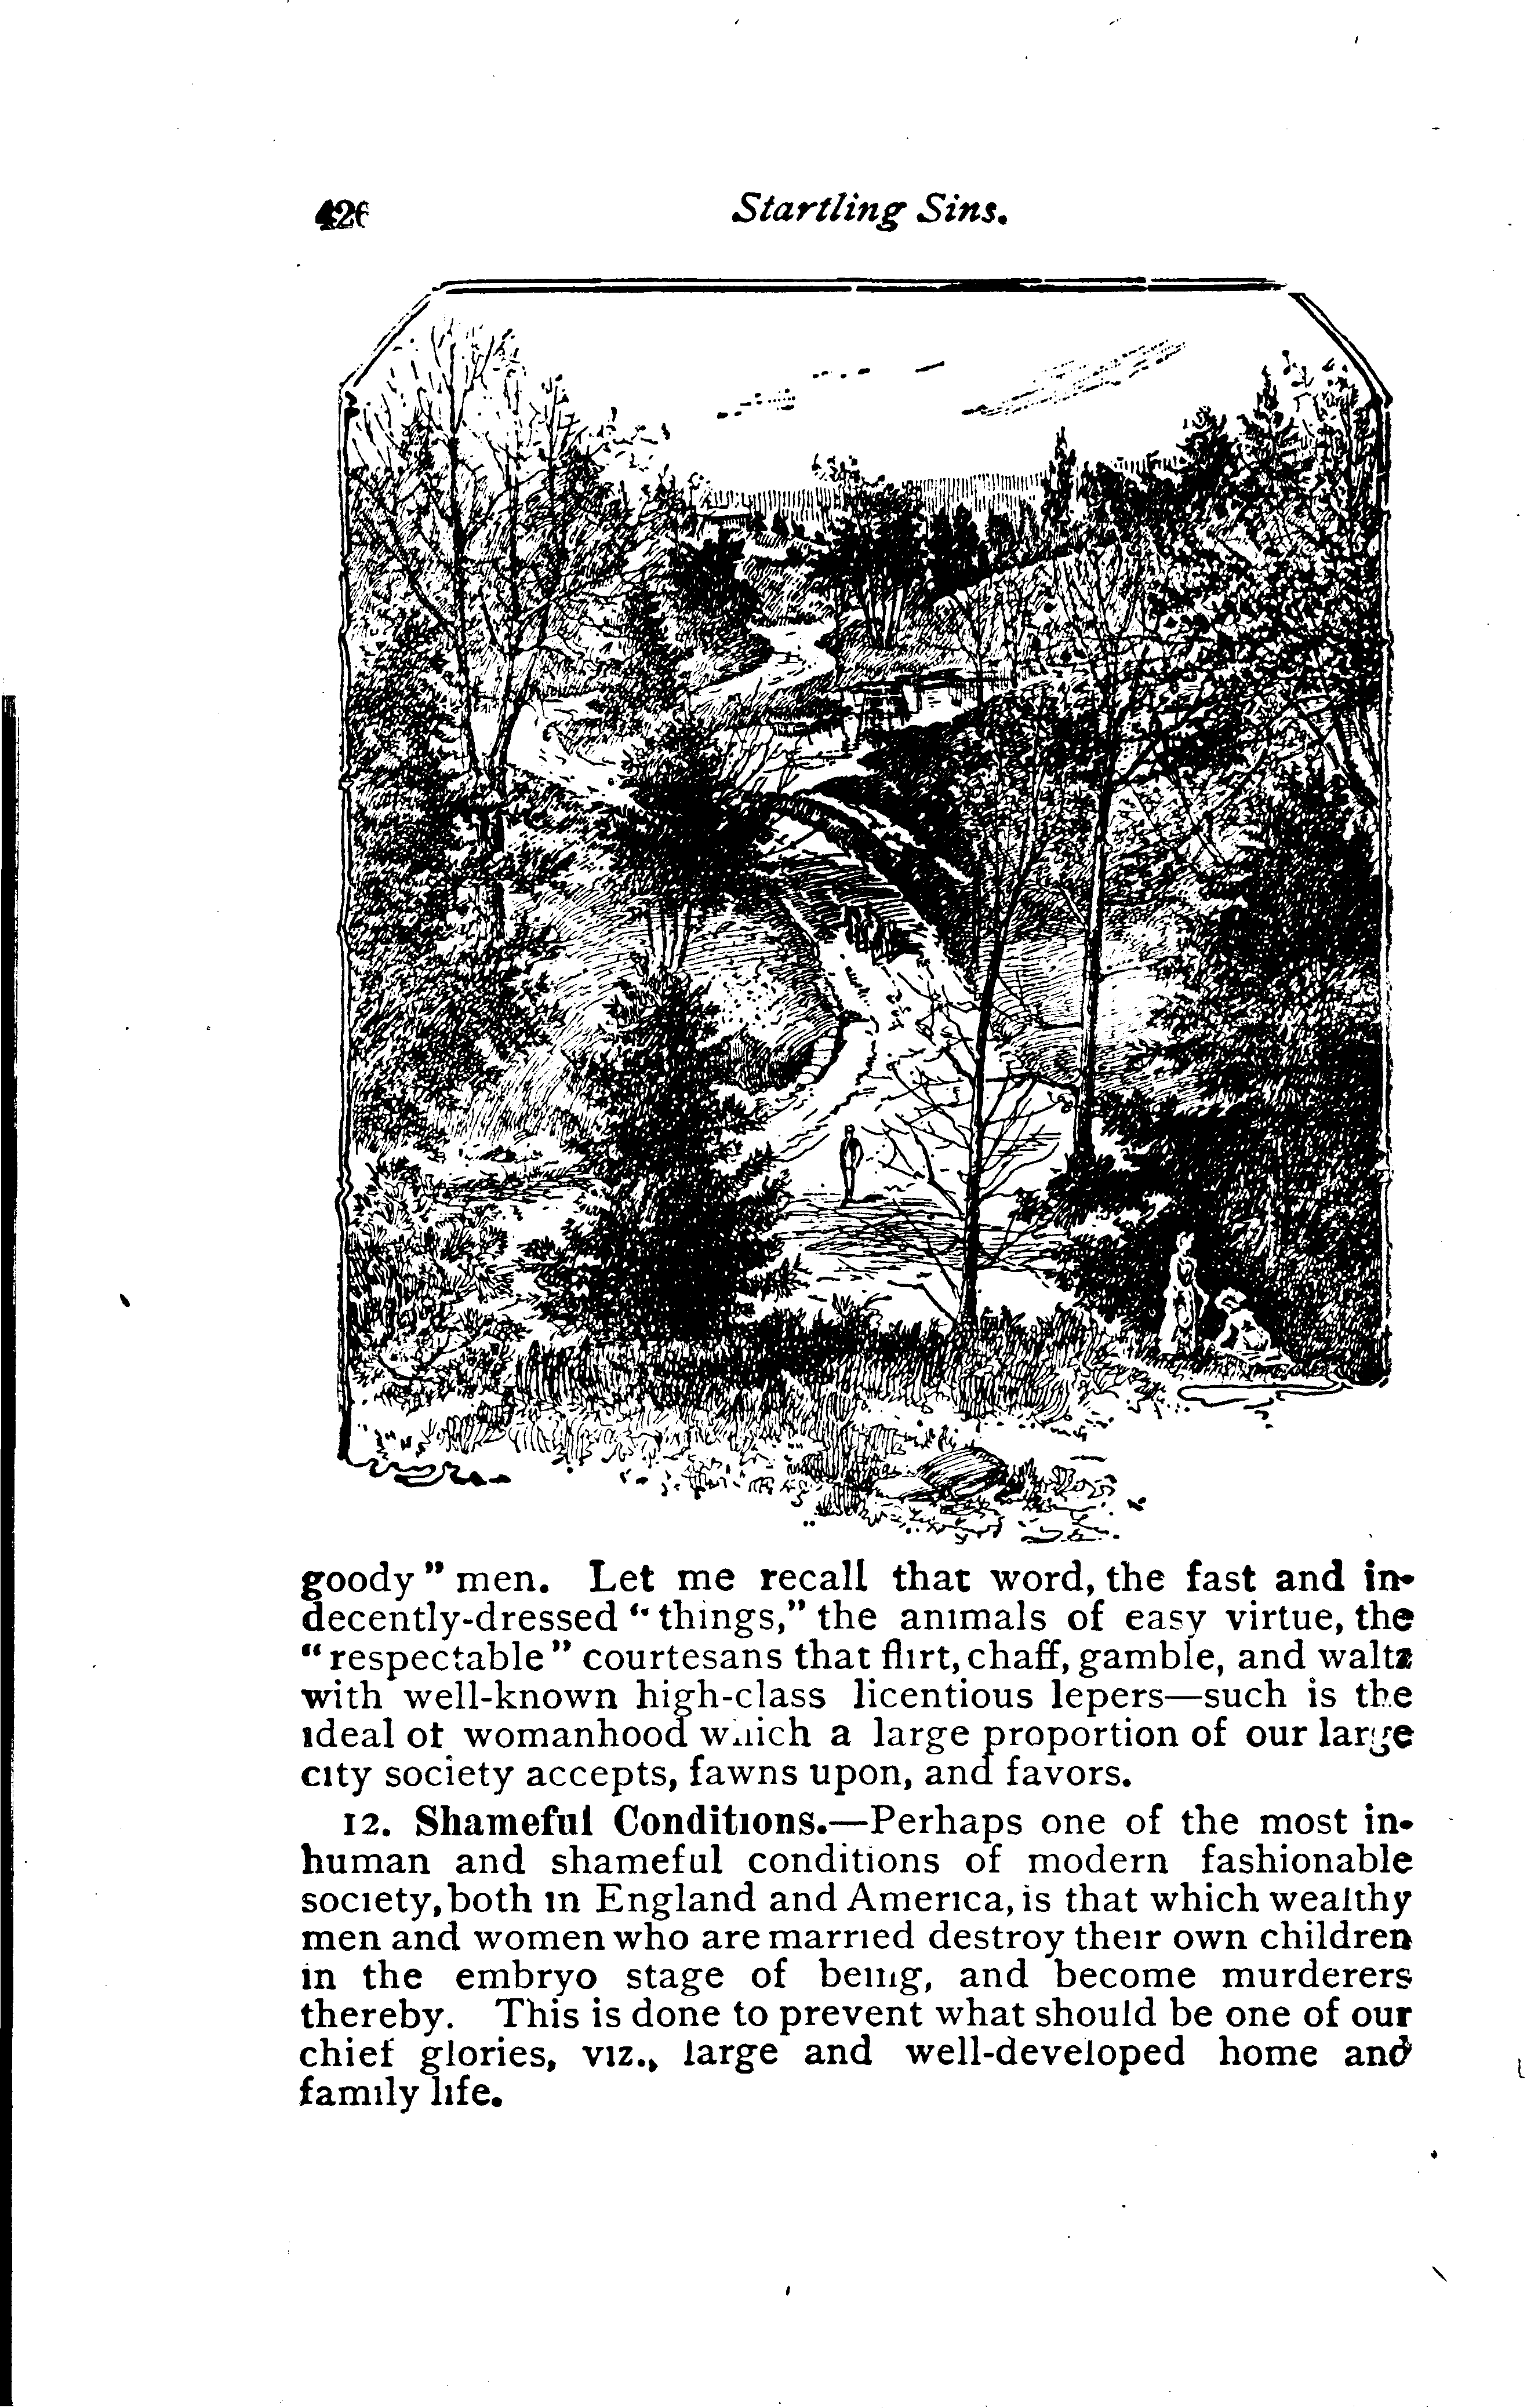 426
Startling Sins.
goody" men. Let me recall that word, the fast and in-
decently-dressed "things," the animals of easy virtue, the
"respectable" courtesans that flirt, chaff, gamble, and waltz
with well-known high-class licentious lepers—such is the
ideal of womanhood which a large proportion of our large
city society accepts, fawns upon, and favors.
12. Shameful Conditions.—Perhaps one of the most in-
human and shameful conditions of modern fashionable
society, both in England and America, is that which wealthy
men and women who are married destroy their own children
in the embryo stage of being, and become murderers
thereby. This is done to prevent what should be one of our
chief glories, viz., large and well-developed home and
family life.